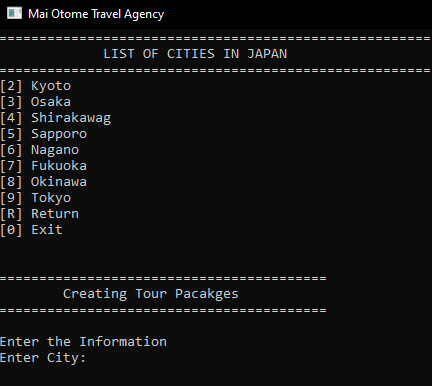 Mai Otome Travel Agency
======================================================
LIST OF CITIES IN JAPAN
======================================================
[2] Kyoto
[3] Osaka
[4] Shirakawag
[5] Sapporo
[6] Nagano
[7] Fukuoka
[8] Okinawa
[9] Tokyo
[R] Return
[0] Exit
=========================================
Creating Tour Pacakges
=========================================
Enter the Information
Enter City: